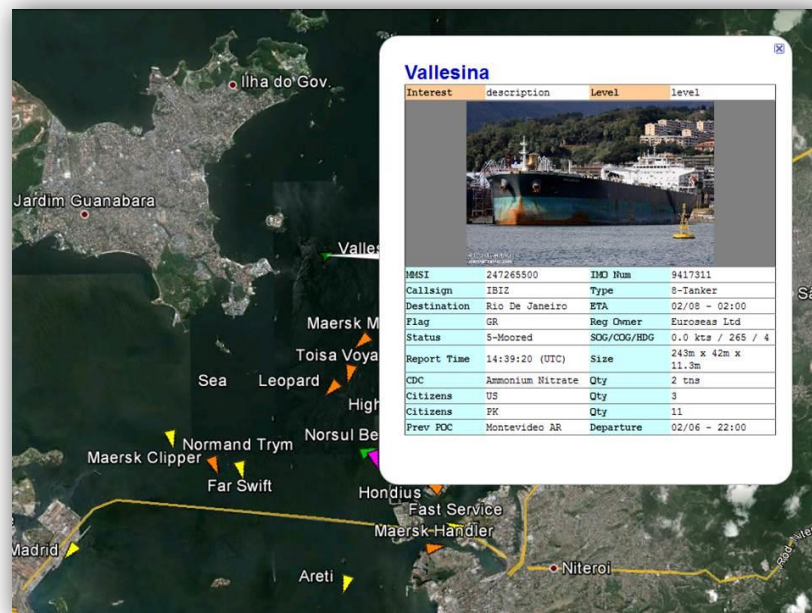 Vallesina
Interest description Level level
MMSI 247265500 IMO Num 9417311
Callsign IBIZ Type 8-Tanker
Destination Rio De Janeiro ETA 02/08 - 02:00
Flag GR Reg Owner Euroseas Ltd
Status 5-Moored SOG/COG/HDG 0.0 kts / 265 / 4
Report Time 14:39:20 (UTC) Size 243m x 42m x
11.3m
CDC Ammonium Nitrate Qty 2 tns
Citizens US Qty 3
Citizens PK Qty 11
Prev POC Montevideo AR Departure 02/06 - 22:00
Ilha do Gov.
Jardim Guanabara
Valles
Maersk M
Toisa Voya
Sea Leopard
High
Normand Trym
Norsul Be
Maersk Clipper
Far Swift
Hondius
Fast Service
Maersk Handler
Madrid
Niteroi
Areti